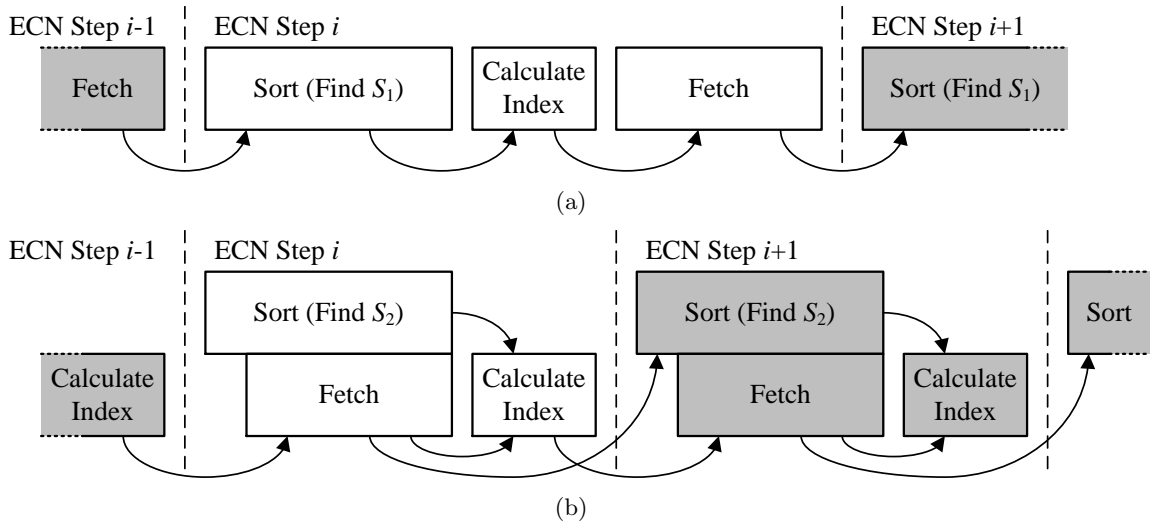 ECN Step i-1 ECN Step i ECN Step i+1
Fetch Sort (Find S1) Calculate Index Fetch Sort (Find S1)
(a)
ECN Step i-1 ECN Step i ECN Step i+1
Sort (Find S2) Sort (Find S2) Sort
Calculate Index Fetch Calculate Index Fetch Calculate Index
(b)